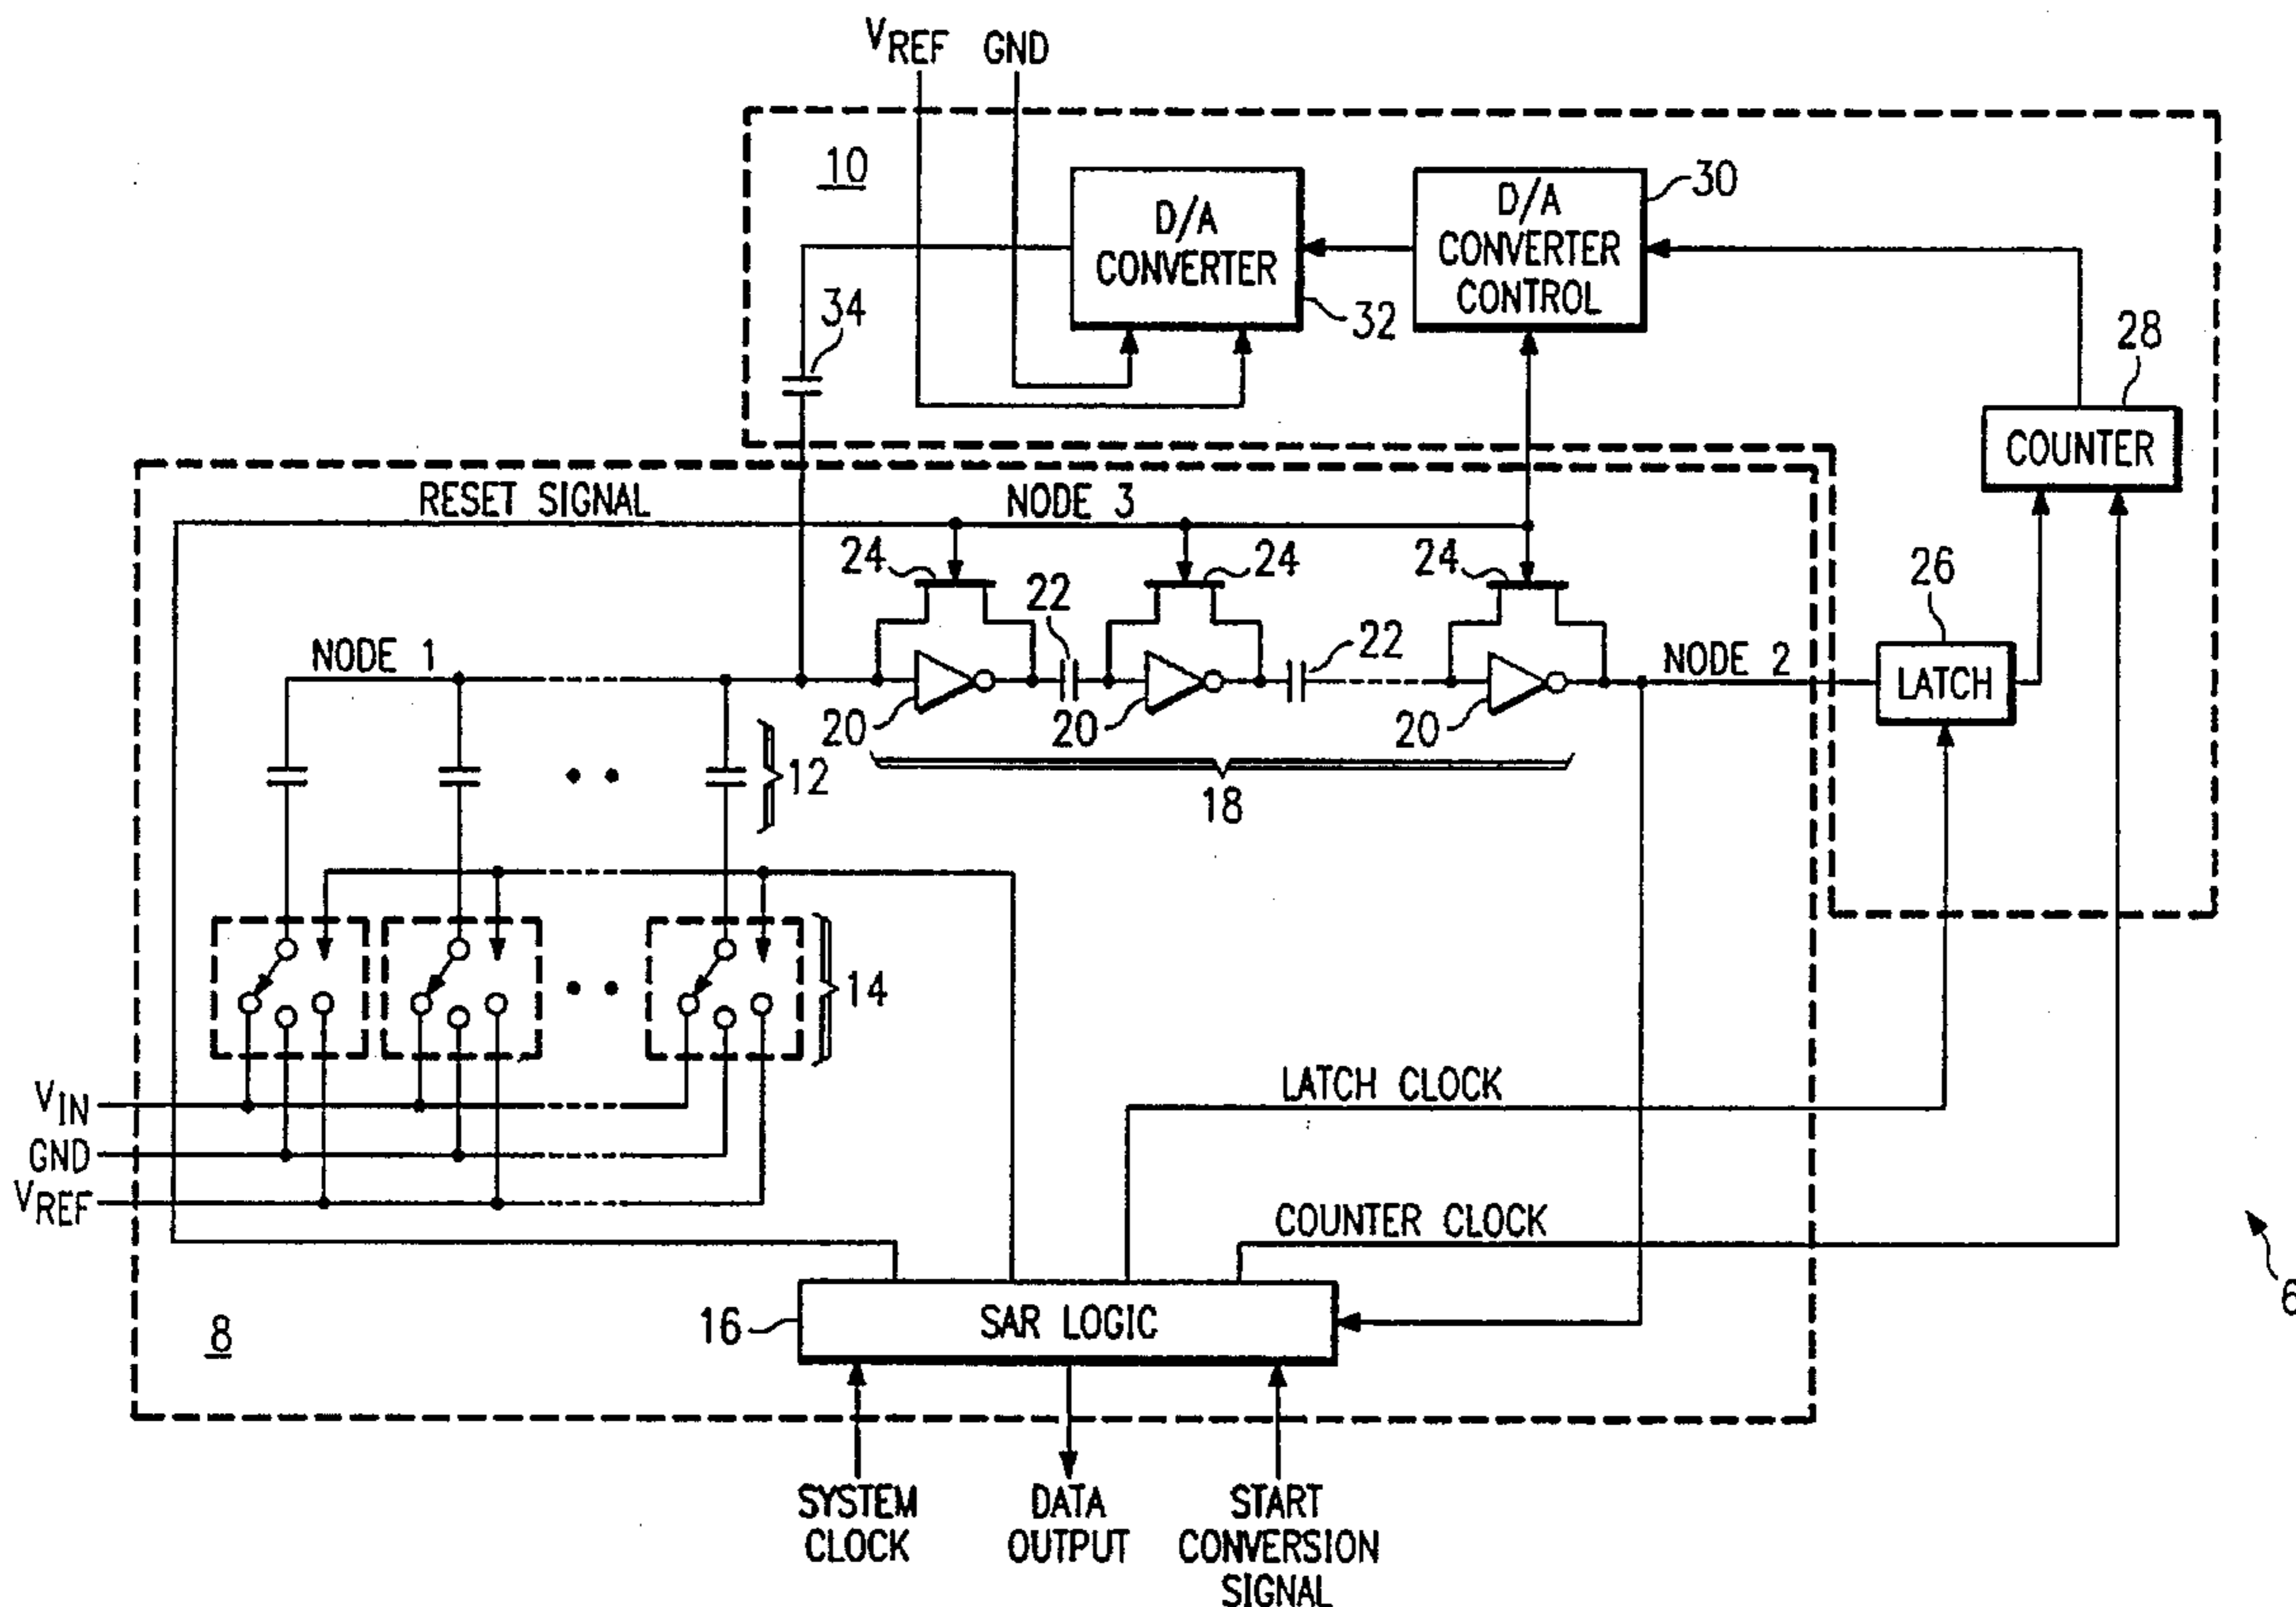 VREF GND
10
D/A
CONVERTER
32
D/A
CONVERTER
CONTROL
30
34
28
COUNTER
RESET SIGNAL
NODE 3
24
24
24
22
22
26
LATCH
NODE 1
NODE 2
20
20
20
18
12
14
VIN
GND
VREF
LATCH CLOCK
COUNTER CLOCK
16
SAR LOGIC
8
6
SYSTEM
CLOCK
DATA
OUTPUT
START
CONVERSION
SIGNAL